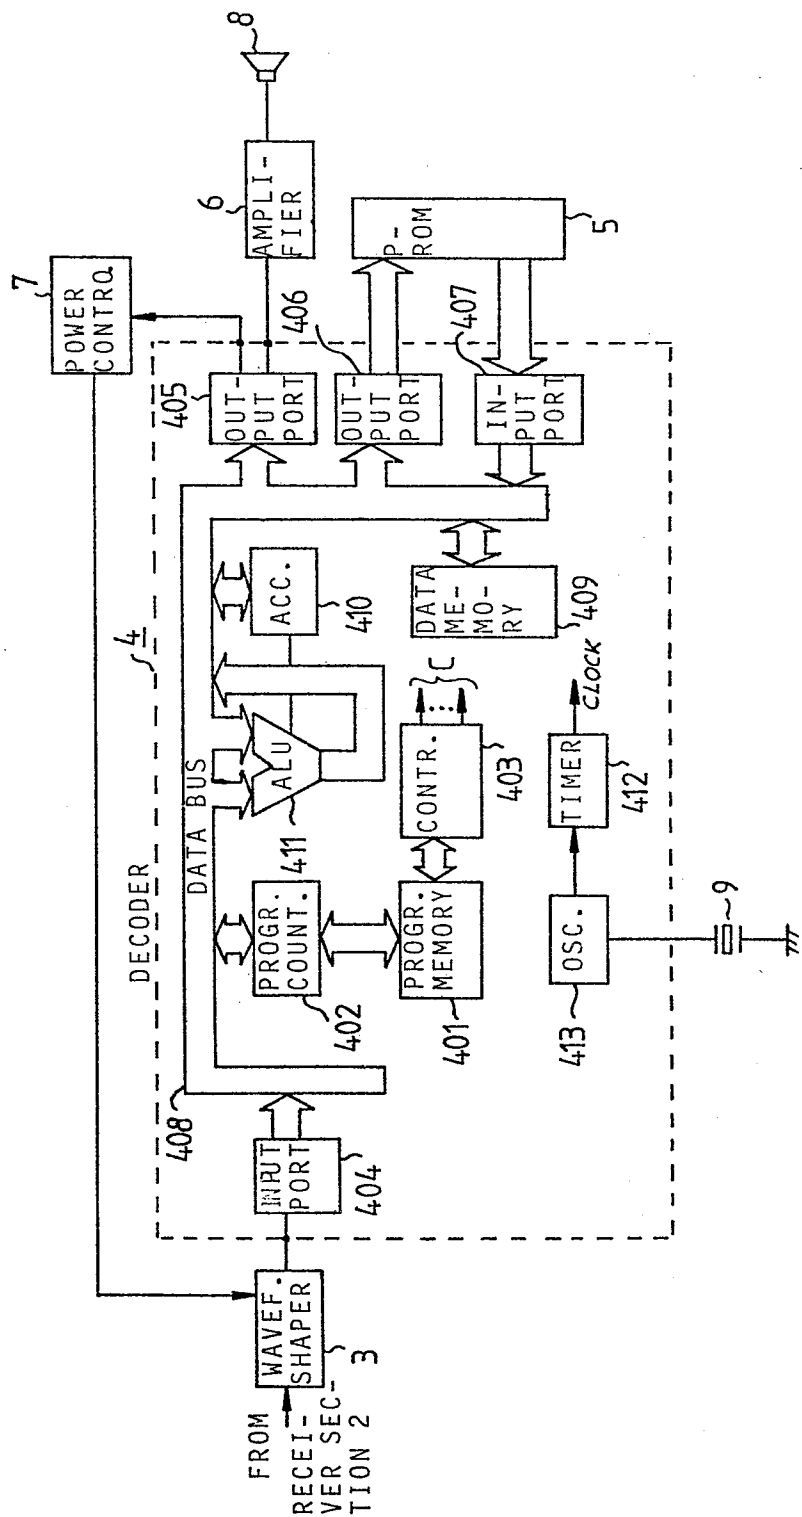 8
6
AMPLI-
FIER
7
POWER
CONTRQ
P-
ROM
5
406
407
405
OUT-
PUT
PORT
OUT-
PUT
PORT
IN-
PUT
PORT
4
DECODER
DATA BUS
408
ACC.
410
ALU
411
DATA
ME-
MORY
409
PROGR.
COUNT.
402
PROGR.
MEMORY
401
CONTR.
403
C
CLOCK
TIMER
412
OSC.
413
9
INPUT
PORT
404
WAVEF.
SHAPER
3
FROM
RECEI-
VER SEC-
TION 2